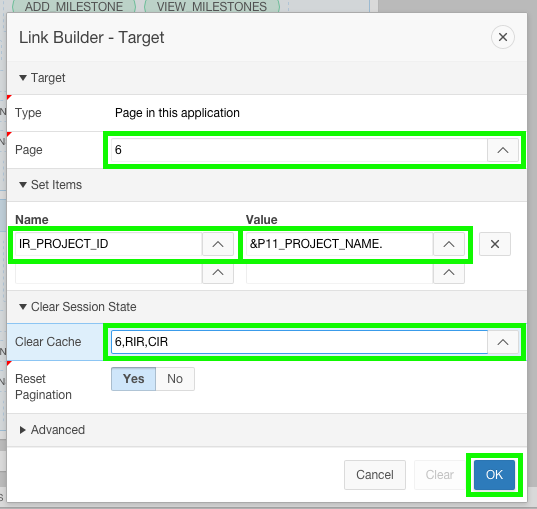 ADD_MILESTONE VIEW_MILESTONES
Link Builder - Target
Target
Type Page in this application
Page 6
Set Items
Name Value
IR_PROJECT_ID &P11_PROJECT_NAME.
Clear Session State
Clear Cache 6,RIR,CIR
Reset Pagination Yes No
Advanced
Cancel Clear OK